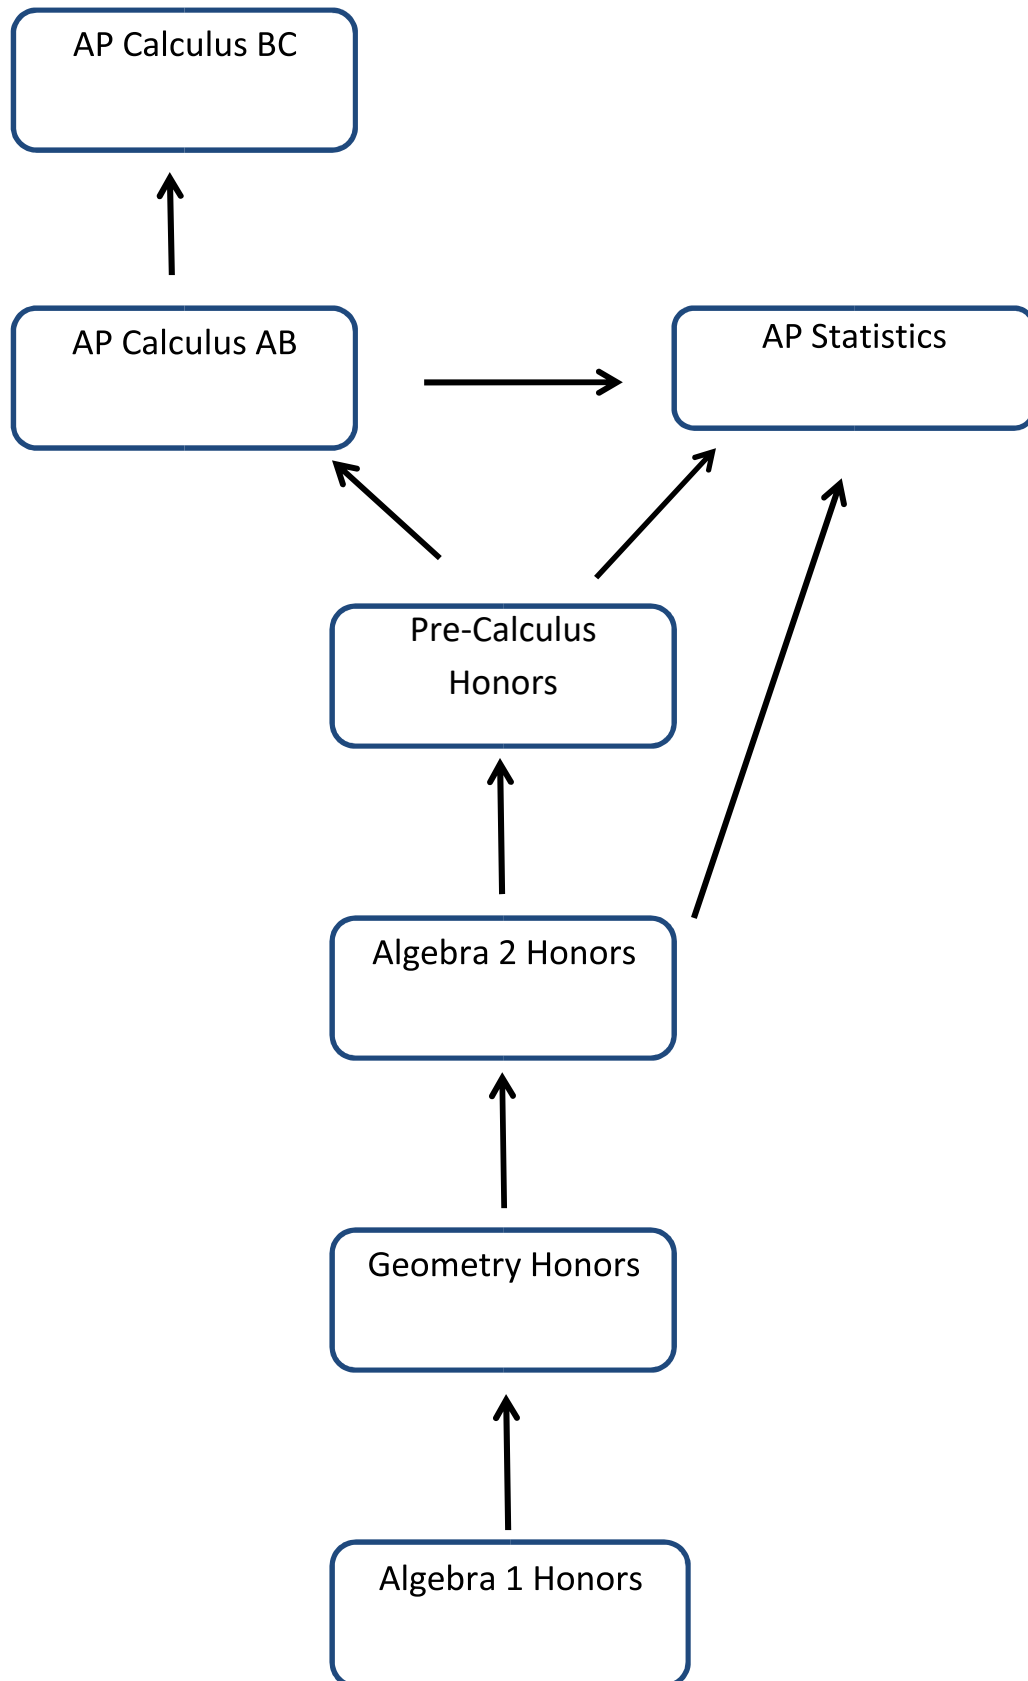 AP Calculus BC
AP Calculus AB
AP Statistics
Pre-Calculus
Honors
Algebra 2 Honors
Geometry Honors
Algebra 1 Honors